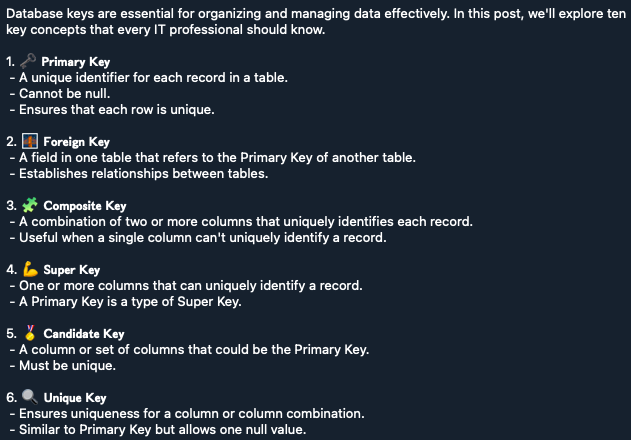 Database keys are essential for organizing and managing data effectively. In this post, we'll explore ten
key concepts that every IT professional should know.
1. 🗝️ Primary Key
- A unique identifier for each record in a table.
- Cannot be null.
- Ensures that each row is unique.
2. 🌉 Foreign Key
- A field in one table that refers to the Primary Key of another table.
- Establishes relationships between tables.
3. 🧩 Composite Key
- A combination of two or more columns that uniquely identifies each record.
- Useful when a single column can't uniquely identify a record.
4. 💪 Super Key
- One or more columns that can uniquely identify a record.
- A Primary Key is a type of Super Key.
5. 🏅 Candidate Key
- A column or set of columns that could be the Primary Key.
- Must be unique.
6. 🔍 Unique Key
- Ensures uniqueness for a column or column combination.
- Similar to Primary Key but allows one null value.